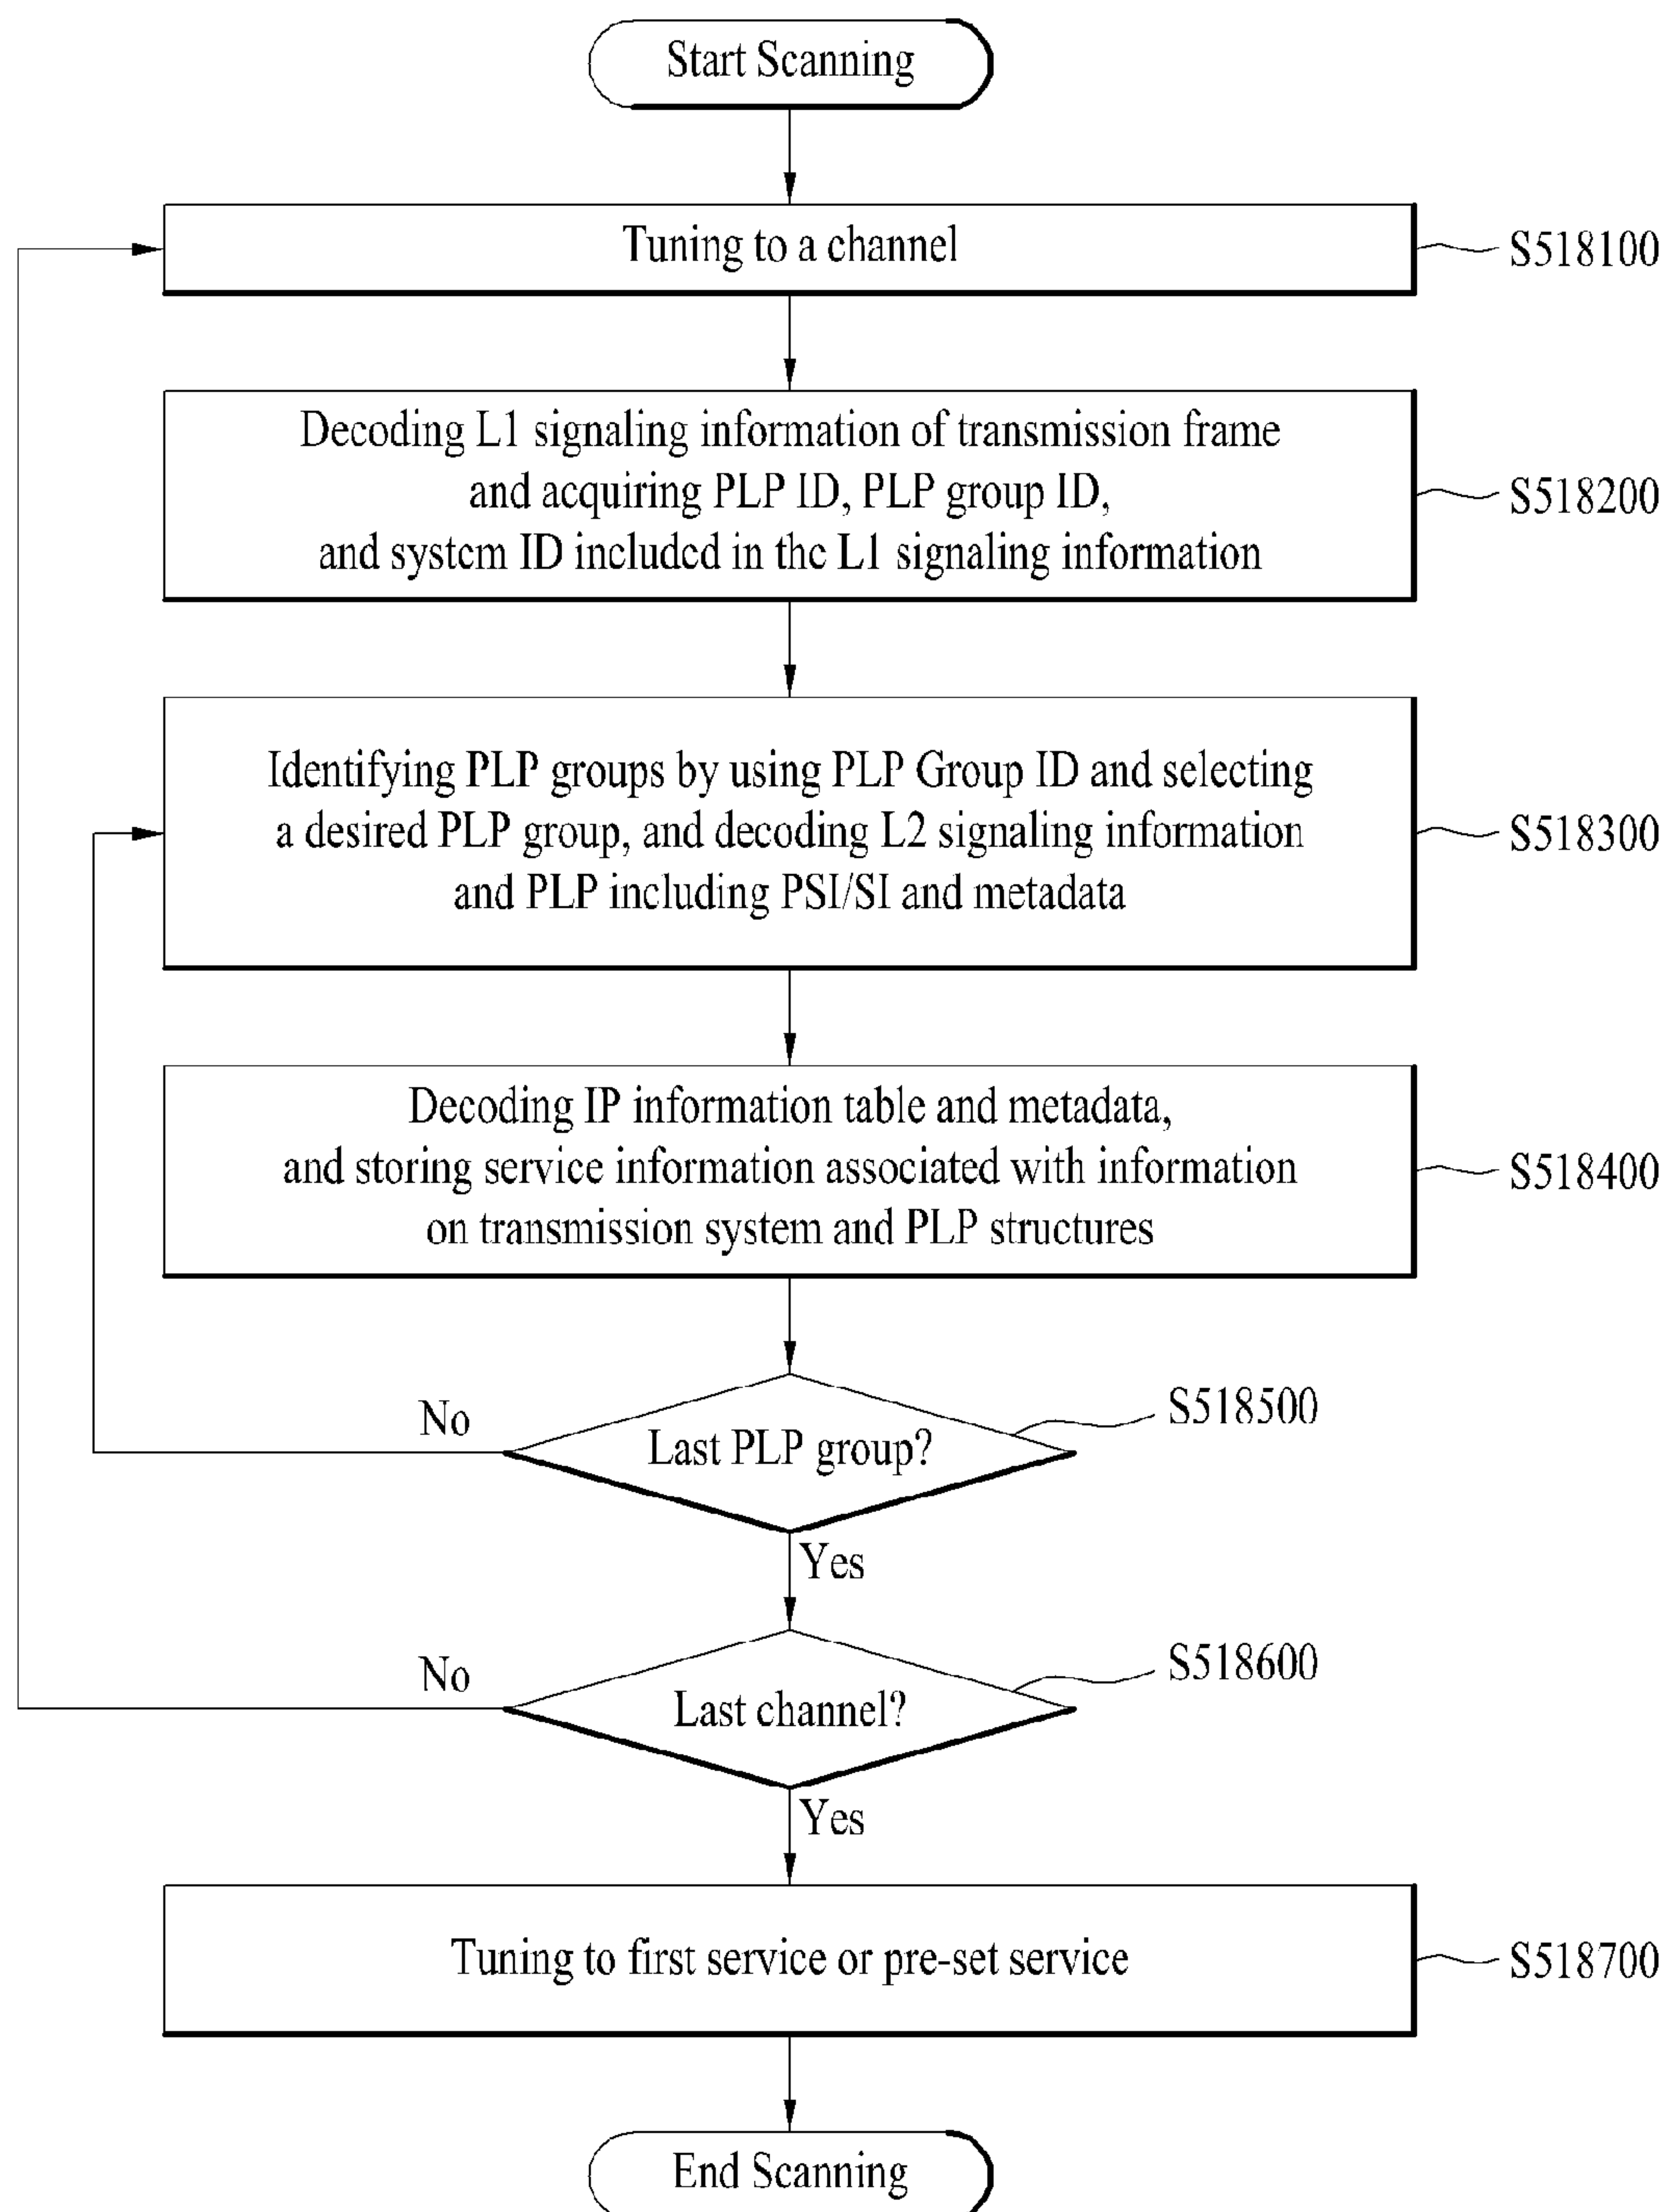 Start Scanning
Tuning to a channel
S518100
Decoding L1 signaling information of transmission frame
and acquiring PLP ID, PLP group ID,
and system ID included in the L1 signaling information
S518200
Identifying PLP groups by using PLP Group ID and selecting
a desired PLP group, and decoding L2 signaling information
and PLP including PSI/SI and metadata
S518300
Decoding IP information table and metadata,
and storing service information associated with information
on transmission system and PLP structures
S518400
No
Last PLP group?
S518500
Yes
No
Last channel?
S518600
Yes
Tuning to first service or pre-set service
S518700
End Scanning